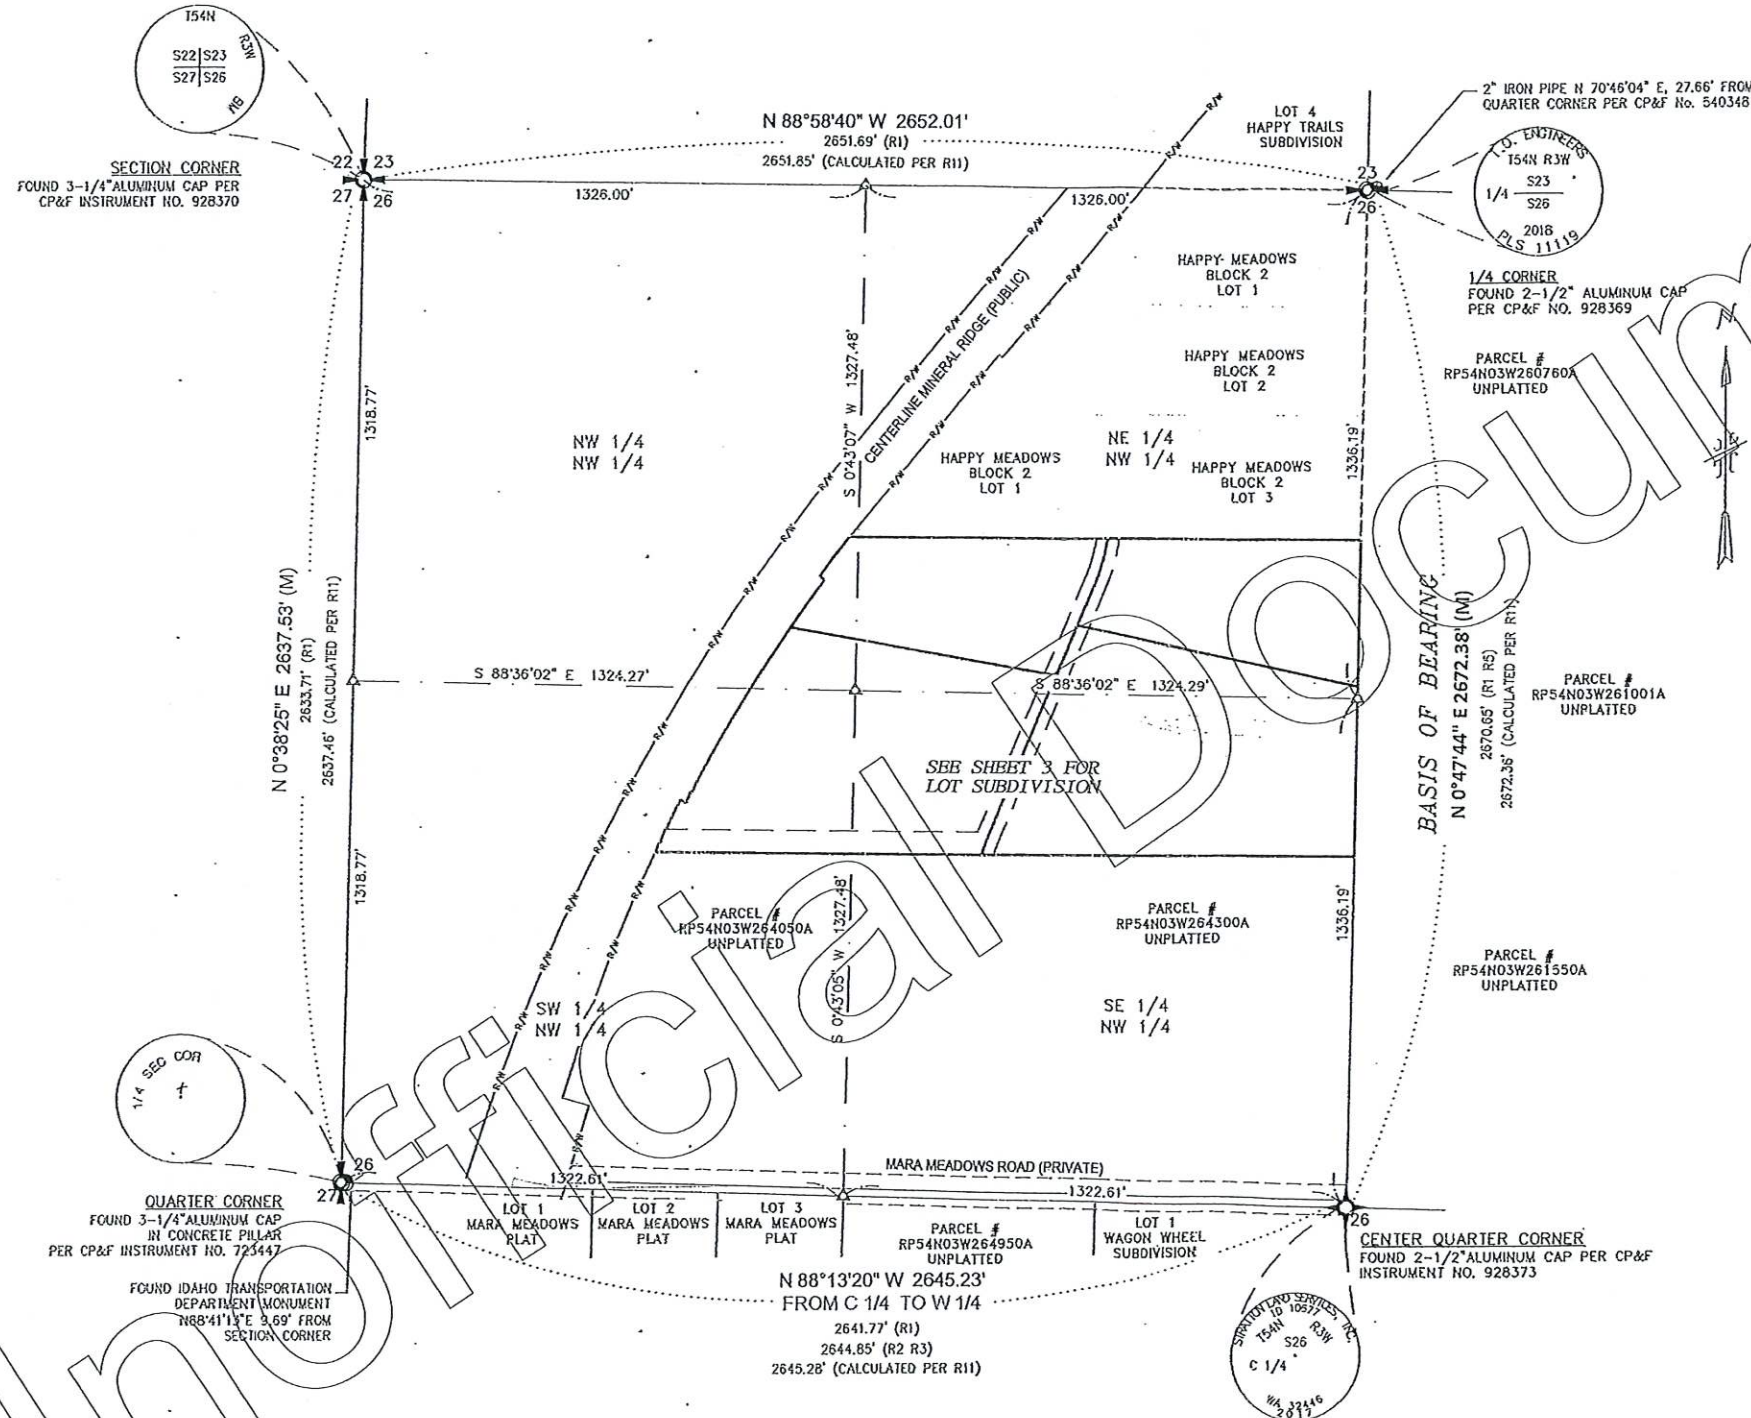 T54N
R3W
S22 S23
S27 S26
BM
SECTION CORNER
FOUND 3-1/4" ALUMINUM CAP PER
CP&F INSTRUMENT NO. 928370
22 23
27 26
N 88°58'40" W 2652.01'
2651.69' (R1)
2651.85' (CALCULATED PER R11)
1326.00'
1326.00'
LOT 4
HAPPY TRAILS
SUBDIVISION
2" IRON PIPE N 70°46'04" E, 27.66' FROM
QUARTER CORNER PER CP&F No. 540348
23
26
T.O. ENGINEERS
T54N R3W
S23
1/4
S26
2018
PLS 11119
1/4 CORNER
FOUND 2-1/2" ALUMINUM CAP
PER CP&F NO. 928369
HAPPY MEADOWS
BLOCK 2
LOT 1
HAPPY MEADOWS
BLOCK 2
LOT 2
PARCEL #
RP54N03W260760A
UNPLATTED
CENTERLINE MINERAL RIDGE (PUBLIC)
R/W
S 0°43'07" W 1327.48'
1318.77'
NW 1/4
NW 1/4
NE 1/4
NW 1/4
HAPPY MEADOWS
BLOCK 2
LOT 1
HAPPY MEADOWS
BLOCK 2
LOT 3
1336.19'
N 0°38'25" E 2637.53' (M)
2633.71' (R1)
2637.46' (CALCULATED PER R11)
BASIS OF BEARING
N 0°47'44" E 2672.38' (M)
2670.65' (R1 R5)
2672.36' (CALCULATED PER R11)
S 88°36'02" E 1324.27'
S 88°36'02" E 1324.29'
PARCEL #
RP54N03W261001A
UNPLATTED
SEE SHEET 3 FOR
LOT SUBDIVISION
1318.77'
PARCEL #
RP54N03W264050A
UNPLATTED
S 0°43'05" W 1327.48'
PARCEL #
RP54N03W264300A
UNPLATTED
1336.19'
PARCEL #
RP54N03W261550A
UNPLATTED
SW 1/4
NW 1/4
SE 1/4
NW 1/4
1/4 SEC COR
26
27
QUARTER CORNER
FOUND 3-1/4" ALUMINUM CAP
IN CONCRETE PILLAR
PER CP&F INSTRUMENT NO. 723447
FOUND IDAHO TRANSPORTATION
DEPARTMENT MONUMENT
N88°41'13"E 9.69' FROM
SECTION CORNER
MARA MEADOWS ROAD (PRIVATE)
1322.61'
1322.61'
LOT 1
MARA MEADOWS
PLAT
LOT 2
MARA MEADOWS
PLAT
LOT 3
MARA MEADOWS
PLAT
PARCEL #
RP54N03W264950A
UNPLATTED
LOT 1
WAGON WHEEL
SUBDIVISION
26
CENTER QUARTER CORNER
FOUND 2-1/2" ALUMINUM CAP PER CP&F
INSTRUMENT NO. 928373
N 88°13'20" W 2645.23'
FROM C 1/4 TO W 1/4
2641.77' (R1)
2644.85' (R2 R3)
2645.28' (CALCULATED PER R11)
STRATTON LAND SERVICES, INC.
ID 10577
T54N R3W
S26
C 1/4
WA 32446
2017
Unofficial Docum